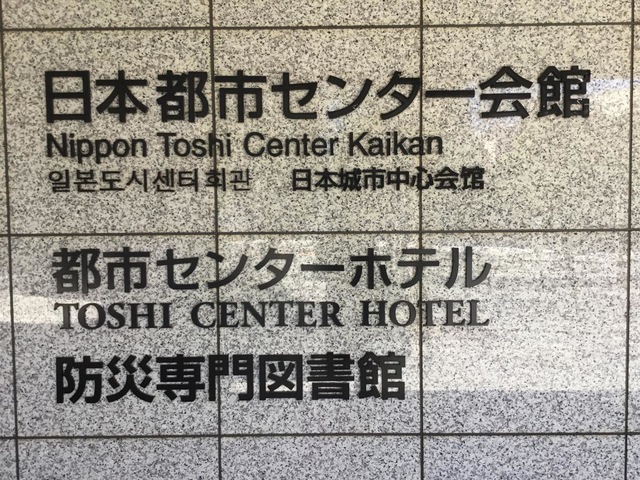 日本都市センター会館
Nippon Toshi Center Kaikan
일본도시센터회관 日本城市中心会馆
都市センターホテル
TOSHI CENTER HOTEL
防災専門図書館